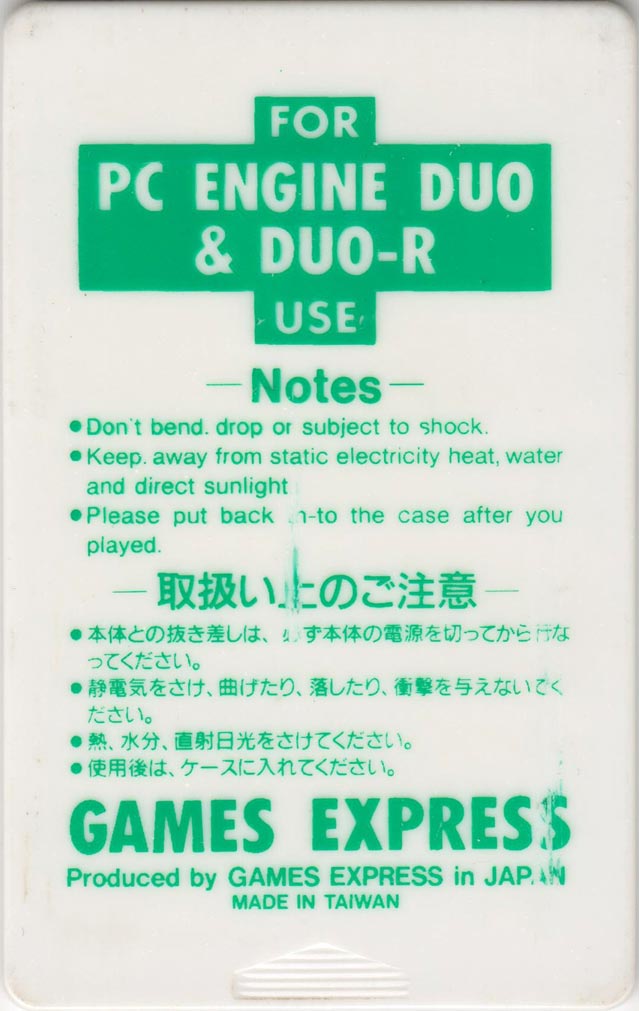 FOR
PC ENGINE DUO
& DUO-R
USE
Notes
●Don't bend. drop or subject to shock.
●Keep. away from static electricity heat, water
and direct sunlight
●Please put back n-to the case after you
played.
取扱い上のご注意
●本体との抜き差しは、必ず本体の電源を切ってから行な
ってください。
●静電気をさけ、曲げたり、落したり、衝撃を与えないでく
ださい。
●熱、水分、直射日光をさけてください。
●使用後は、ケースに入れてください。
GAMES EXPRESS
Produced by GAMES EXPRESS in JAPAN
MADE IN TAIWAN